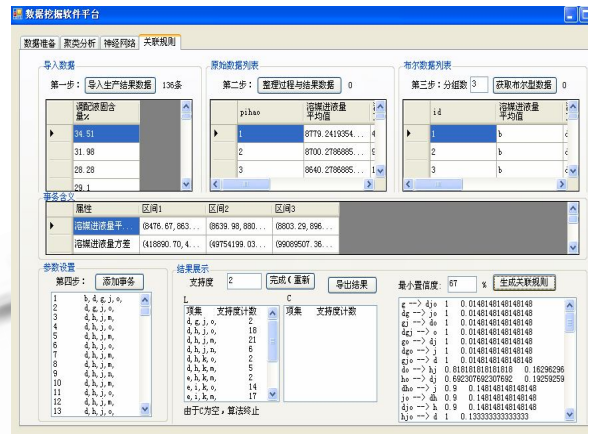 数据挖掘软件平台
数据准备 聚类分析 神经网络 关联规则
导入数据
第一步: 导入生产结果数据 136条
调配液固含量%
34.51
31.98
28.28
29.1
原始数据列表
第二步: 整理过程与结果数据 0
pihao 溶媒进液量平均值
1 8779.2419354... 4
2 8700.2786885... 9
3 8640.2786885... 1
布尔数据列表
第三步:分组数 3 获取布尔型数据 0
id 溶媒进液量平均值
1 b
2 b
3 b
事务含义
属性 区间1 区间2 区间3
溶媒进液量平... (8476.67,863... (8639.98,880... (8803.29,896...
溶媒进液量方差 (418890.70,4... (49754199.03... (99089507.36...
参数设置
第四步: 添加事务
1 b,d,g,j,o,
2 d,g,j,o,
3 d,h,j,m,
4 d,h,j,o,
5 d,h,j,m,
6 d,h,j,o,
7 d,h,j,m,
8 d,h,j,n,
9 d,h,j,o,
10 d,h,j,m,
11 d,h,j,o,
12 d,h,j,m,
13 d,h,j,o,
结果展示
支持度 2 完成(重新 导出结果
L
项集 支持度计数
d,g,j,o, 2
d,h,j,o, 18
d,h,j,m, 21
d,h,j,n, 6
d,h,k,o, 2
d,h,k,m, 5
e,h,k,m, 2
e,i,k,o, 14
e,i,k,m, 17
C
项集 支持度计数
由于C为空,算法终止
最小置信度: 67 % 生成关联规则
g --> djo 1 0.0148148148148148
dg --> jo 1 0.0148148148148148
gj --> do 1 0.0148148148148148
dgj --> o 1 0.0148148148148148
go --> dj 1 0.0148148148148148
dgo --> j 1 0.0148148148148148
gjo --> d 1 0.0148148148148148
do --> hj 0.818181818181818 0.16296296
ho --> dj 0.692307692307692 0.19259259
dho --> j 0.9 0.148148148148148
jo --> dh 0.9 0.148148148148148
djo --> h 0.9 0.148148148148148
hjo --> d 1 0.133333333333333